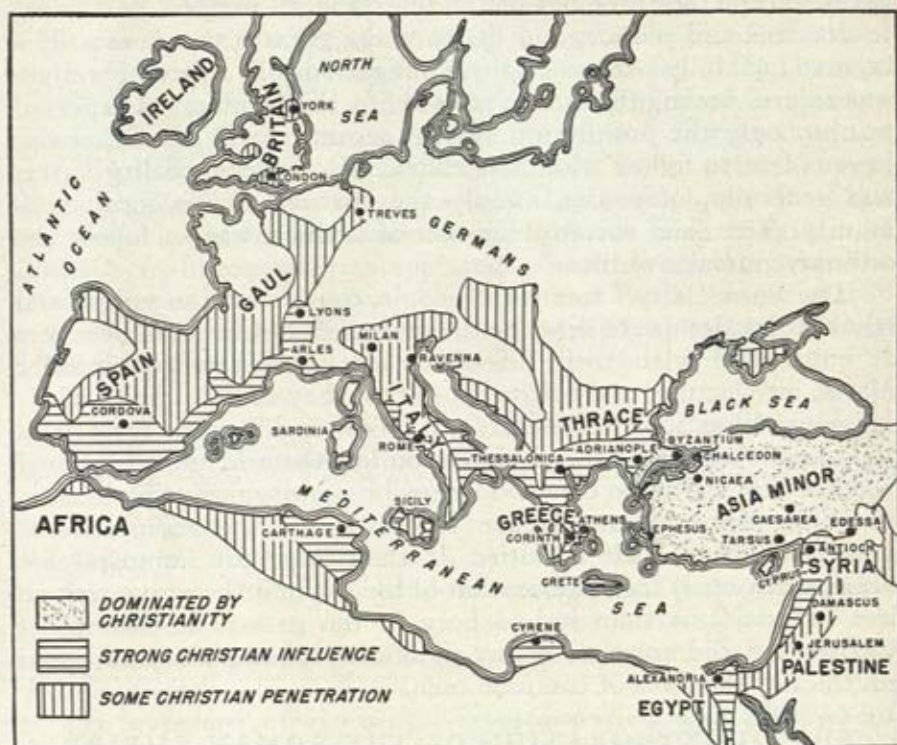 NORTH
SEA
IRELAND
BRITAIN
YORK
LONDON
ATLANTIC
OCEAN
TREVES
GERMANS
GAUL
LYONS
ARLES
MILAN
RAVENNA
ITALY
SPAIN
CORDOVA
SARDINIA
ROME
THRACE
BLACK SEA
BYZANTIUM
THESSALONICA
ADRIANOPLE
CHALCEDON
NICAEA
ASIA MINOR
CAESAREA
EDESSA
TARSUS
MEDITERRANEAN
SEA
SICILY
GREECE
ATHENS
CORINTH
EPHESUS
AFRICA
CARTHAGE
CRETE
CYPRUS
ANTIOCH
SYRIA
DAMASCUS
JERUSALEM
PALESTINE
CYRENE
ALEXANDRIA
EGYPT
DOMINATED BY
CHRISTIANITY
STRONG CHRISTIAN INFLUENCE
SOME CHRISTIAN PENETRATION